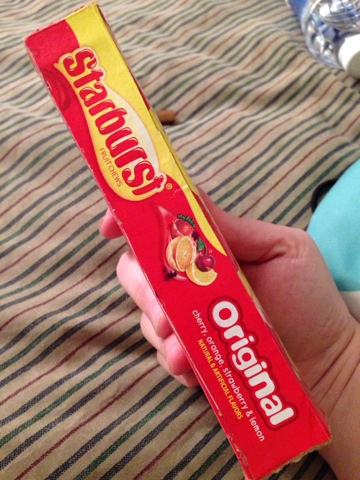 Starburst®
FRUIT CHEWS
Original
cherry, orange, strawberry & lemon
NATURAL & ARTIFICIAL FLAVORS